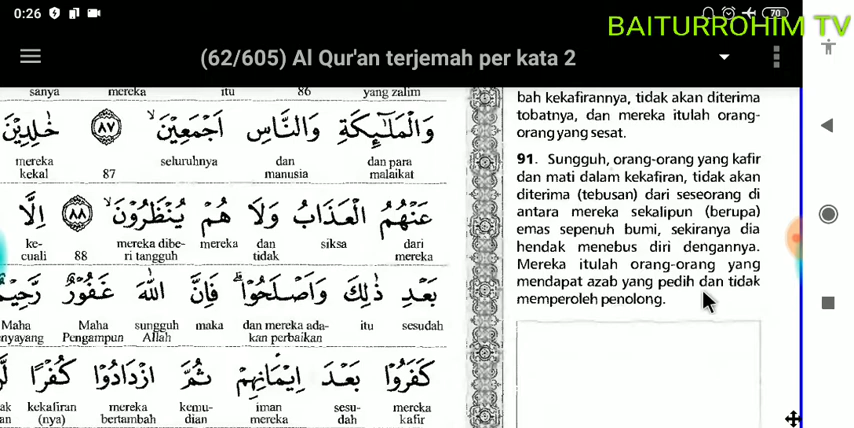 0:26
70
BAITURROHIM TV
(62/605) Al Qur'an terjemah per kata 2
sanya mereka itu 86 yang zalim
وَالْمَلٰۤىِٕكَةِ وَالنَّاسِ اَجْمَعِيْنَۙ ٨٧ خٰلِدِيْنَ
dan para malaikat dan manusia seluruhnya 87 mereka kekal
عَنْهُمُ الْعَذَابُ وَلَا هُمْ يُنْظَرُوْنَۙ ٨٨ اِلَّا
dari mereka siksa dan tidak mereka mereka dibe-ri tangguh 88 ke-cuali
بَعْدِ ذٰلِكَ وَاَصْلَحُوْاۗ فَاِنَّ اللّٰهَ غَفُوْرٌ رَّحِيْمٌ
sesudah itu dan mereka ada-kan perbaikan maka sungguh Allah Maha Pengampun Maha nyayang
كَفَرُوْا بَعْدَ اِيْمَانِهِمْ ثُمَّ ازْدَادُوْا كُفْرًا
mereka kafir sesu-dah iman mereka kemu-dian mereka bertambah kekafiran (nya)
bah kekafirannya, tidak akan diterima
tobatnya, dan mereka itulah orang-
orang yang sesat.
91. Sungguh, orang-orang yang kafir
dan mati dalam kekafiran, tidak akan
diterima (tebusan) dari seseorang di
antara mereka sekalipun (berupa)
emas sepenuh bumi, sekiranya dia
hendak menebus diri dengannya.
Mereka itulah orang-orang yang
mendapat azab yang pedih dan tidak
memperoleh penolong.